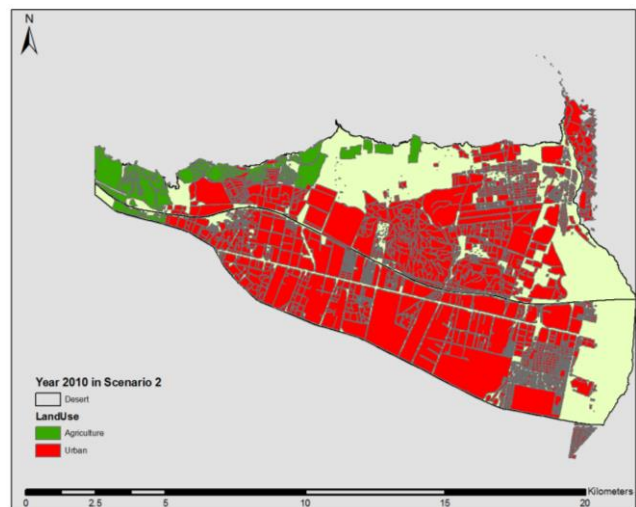 N
Year 2010 in Scenario 2
Desert
LandUse
Agriculture
Urban
Kilometers
0 2.5 5 10 15 20